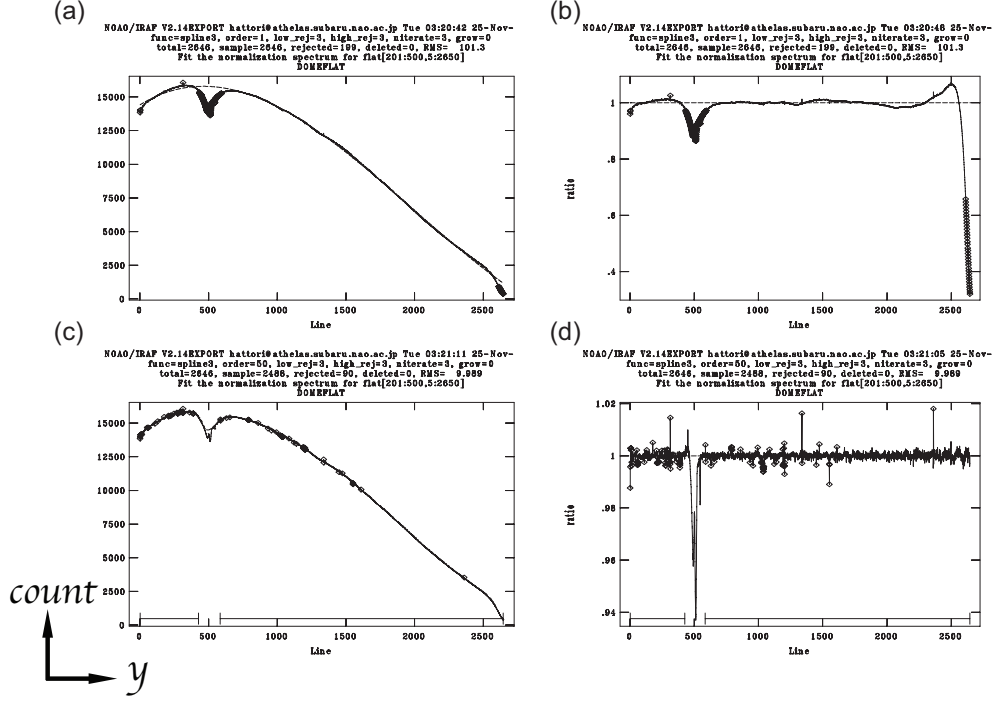 (a)
NOAO/IRAF V2.14EXPORT hattori@athelas.subaru.nao.ac.jp Tue 03:20:42 25-Nov-
func=spline3, order=1, low_rej=3, high_rej=3, niterate=3, grow=0
total=2646, sample=2646, rejected=199, deleted=0, RMS= 101.3
Fit the normalization spectrum for flat[201:500,5:2650]
DOMEFLAT
15000
12500
10000
7500
5000
2500
0
0 500 1000 1500 2000 2500
Line
(b)
NOAO/IRAF V2.14EXPORT hattori@athelas.subaru.nao.ac.jp Tue 03:20:46 25-Nov-
func=spline3, order=1, low_rej=3, high_rej=3, niterate=3, grow=0
total=2646, sample=2646, rejected=199, deleted=0, RMS= 101.3
Fit the normalization spectrum for flat[201:500,5:2650]
DOMEFLAT
ratio
1
.8
.6
.4
0 500 1000 1500 2000 2500
Line
(c)
NOAO/IRAF V2.14EXPORT hattori@athelas.subaru.nao.ac.jp Tue 03:21:11 25-Nov-
func=spline3, order=50, low_rej=3, high_rej=3, niterate=3, grow=0
total=2646, sample=2488, rejected=90, deleted=0, RMS= 9.989
Fit the normalization spectrum for flat[201:500,5:2650]
DOMEFLAT
15000
12500
10000
7500
5000
2500
0
0 500 1000 1500 2000 2500
Line
count
y
(d)
NOAO/IRAF V2.14EXPORT hattori@athelas.subaru.nao.ac.jp Tue 03:21:05 25-Nov-
func=spline3, order=50, low_rej=3, high_rej=3, niterate=3, grow=0
total=2646, sample=2488, rejected=90, deleted=0, RMS= 9.989
Fit the normalization spectrum for flat[201:500,5:2650]
DOMEFLAT
ratio
1.02
1
.98
.96
.94
0 500 1000 1500 2000 2500
Line